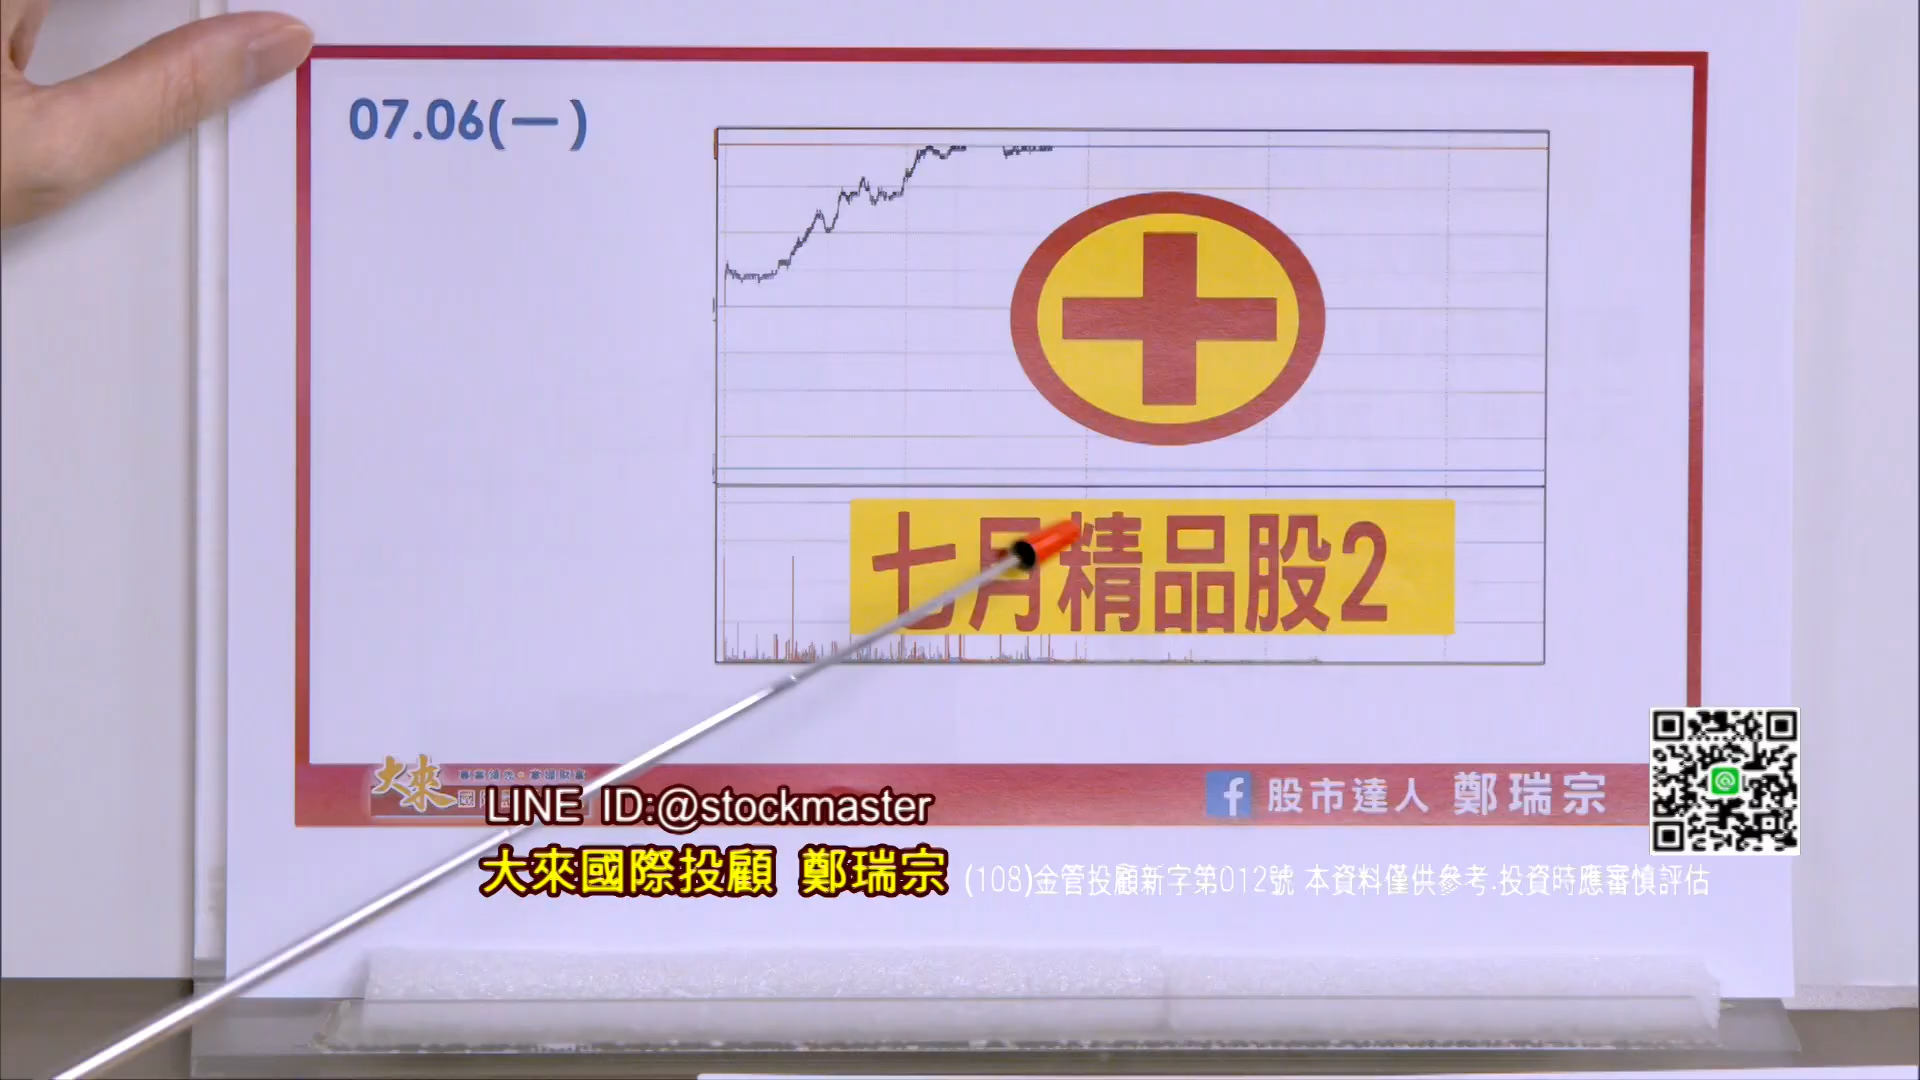 07.06(一)
七月精品股2
大來
股市達人 鄭瑞宗
LINE ID:@stockmaster
大來國際投顧 鄭瑞宗
(108)金管投顧新字第012號 本資料僅供參考.投資時應審慎評估